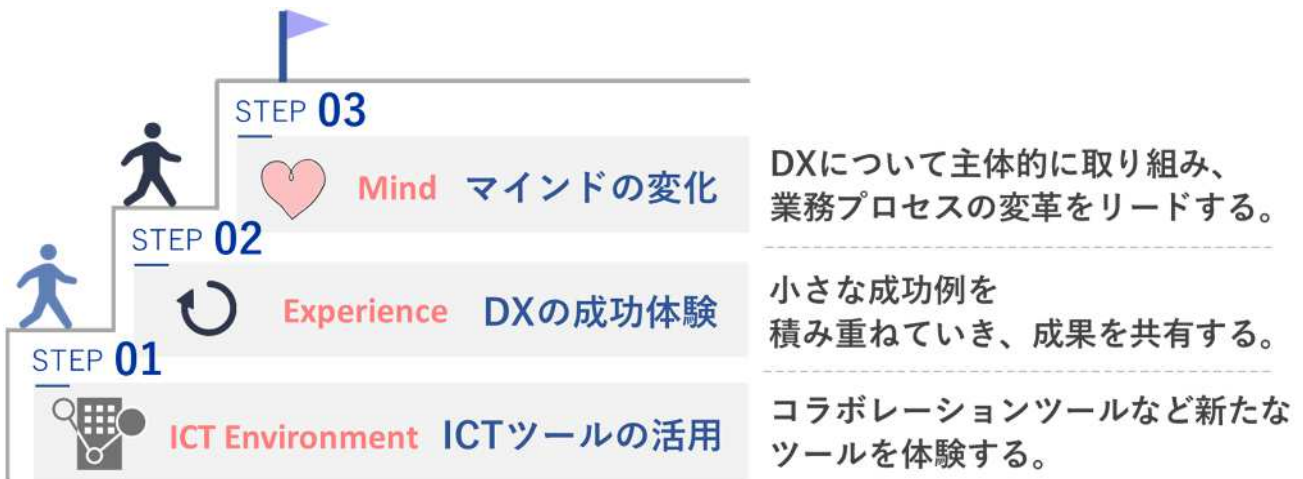 STEP 03
Mind マインドの変化
DXについて主体的に取り組み、
業務プロセスの変革をリードする。
STEP 02
Experience DXの成功体験
小さな成功例を
積み重ねていき、成果を共有する。
STEP 01
ICT Environment ICTツールの活用
コラボレーションツールなど新たな
ツールを体験する。